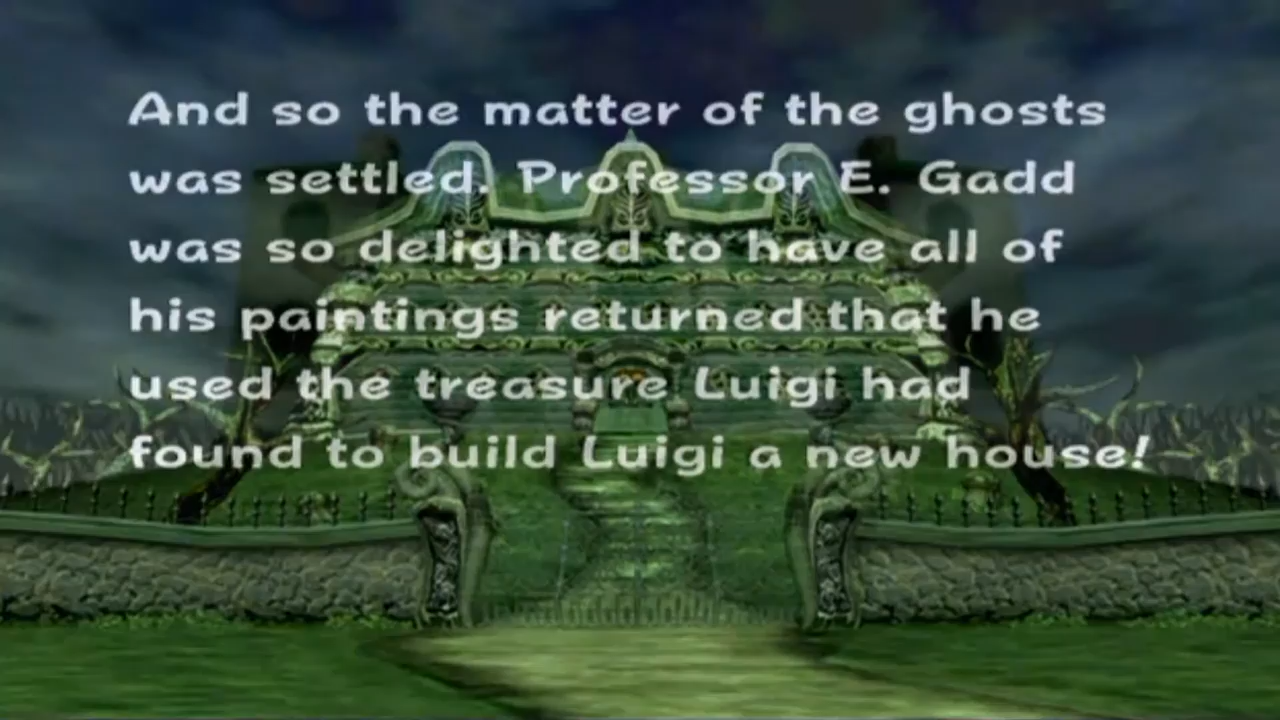 And so the matter of the ghosts
was settled. Professor E. Gadd
was so delighted to have all of
his paintings returned that he
used the treasure Luigi had
found to build Luigi a new house!